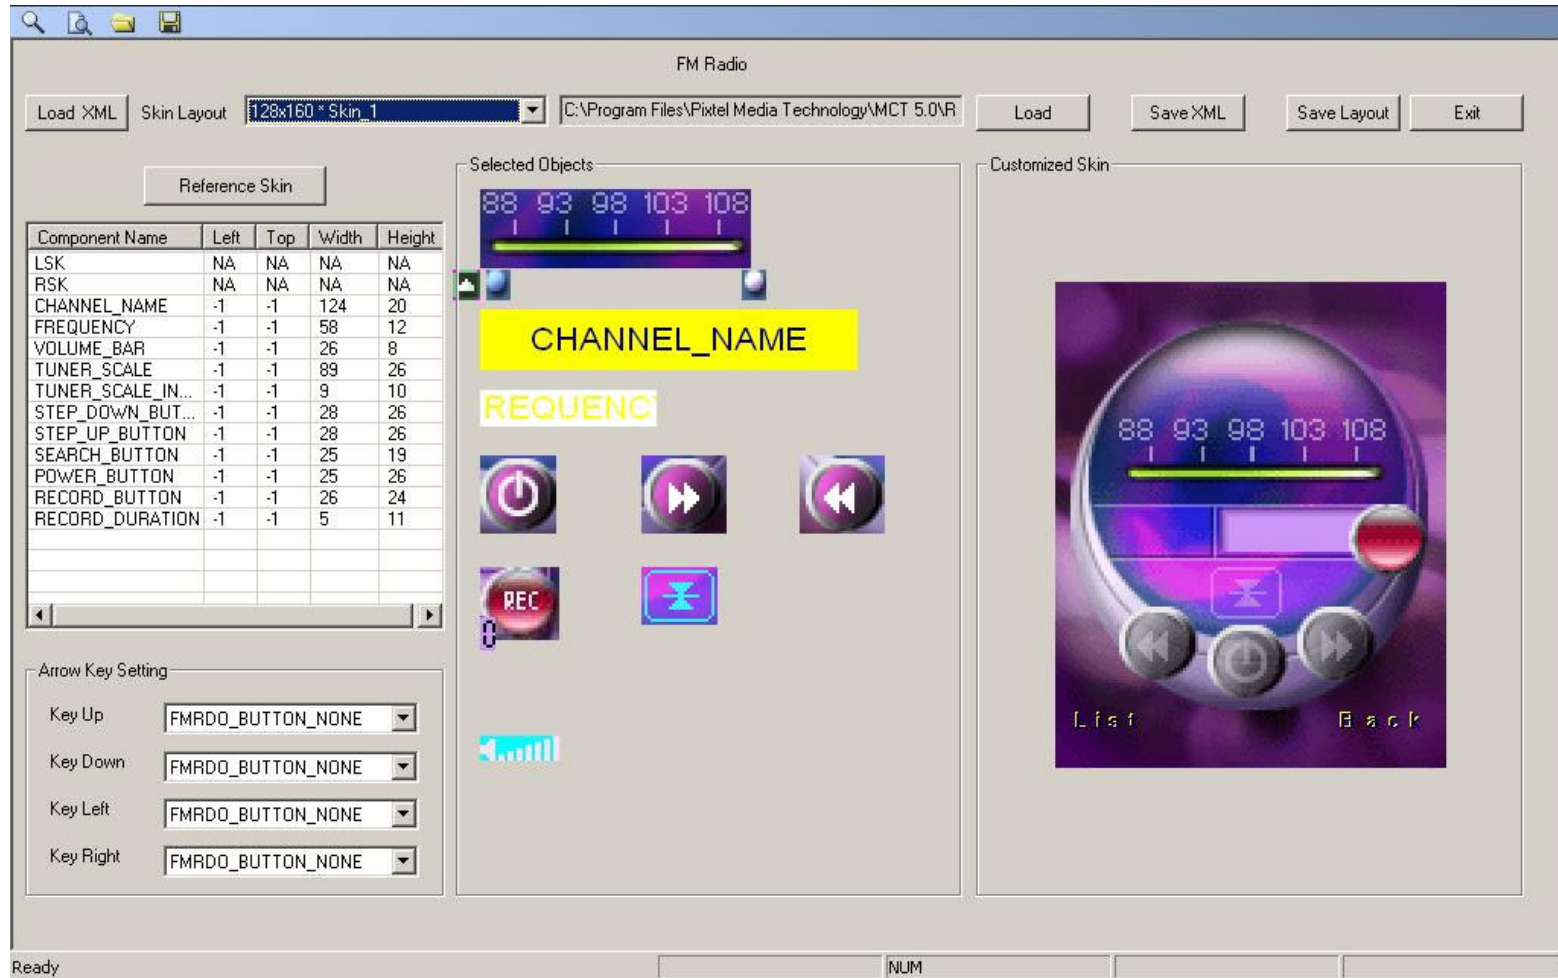 FM Radio
Load XML Skin Layout 128x160 * Skin_1 C:\Program Files\Pixtel Media Technology\MCT 5.0\R Load Save XML Save Layout Exit
Reference Skin
Component Name Left Top Width Height
LSK NA NA NA NA
RSK NA NA NA NA
CHANNEL_NAME -1 -1 124 20
FREQUENCY -1 -1 58 12
VOLUME_BAR -1 -1 26 8
TUNER_SCALE -1 -1 89 26
TUNER_SCALE_IN... -1 -1 9 10
STEP_DOWN_BUT... -1 -1 28 26
STEP_UP_BUTTON -1 -1 28 26
SEARCH_BUTTON -1 -1 25 19
POWER_BUTTON -1 -1 25 26
RECORD_BUTTON -1 -1 26 24
RECORD_DURATION -1 -1 5 11
Arrow Key Setting
Key Up FMRDO_BUTTON_NONE
Key Down FMRDO_BUTTON_NONE
Key Left FMRDO_BUTTON_NONE
Key Right FMRDO_BUTTON_NONE
Selected Objects
88 93 98 103 108
CHANNEL_NAME
REQUENC
REC
0
Customized Skin
88 93 98 103 108
List Back
Ready NUM